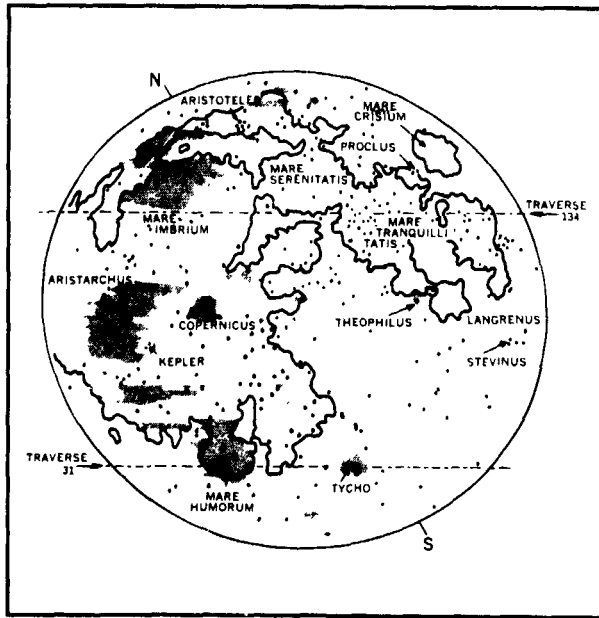 N
ARISTOTELES
MARE
CRISIUM
PROCLUS
MARE
SERENITATIS
MARE
IMBRIUM
MARE
TRANQUILLI
TATIS
TRAVERSE
134
ARISTARCHUS
COPERNICUS
THEOPHILUS
LANGRENUS
KEPLER
STEVINUS
TRAVERSE
31
MARE
HUMORUM
TYCHO
S